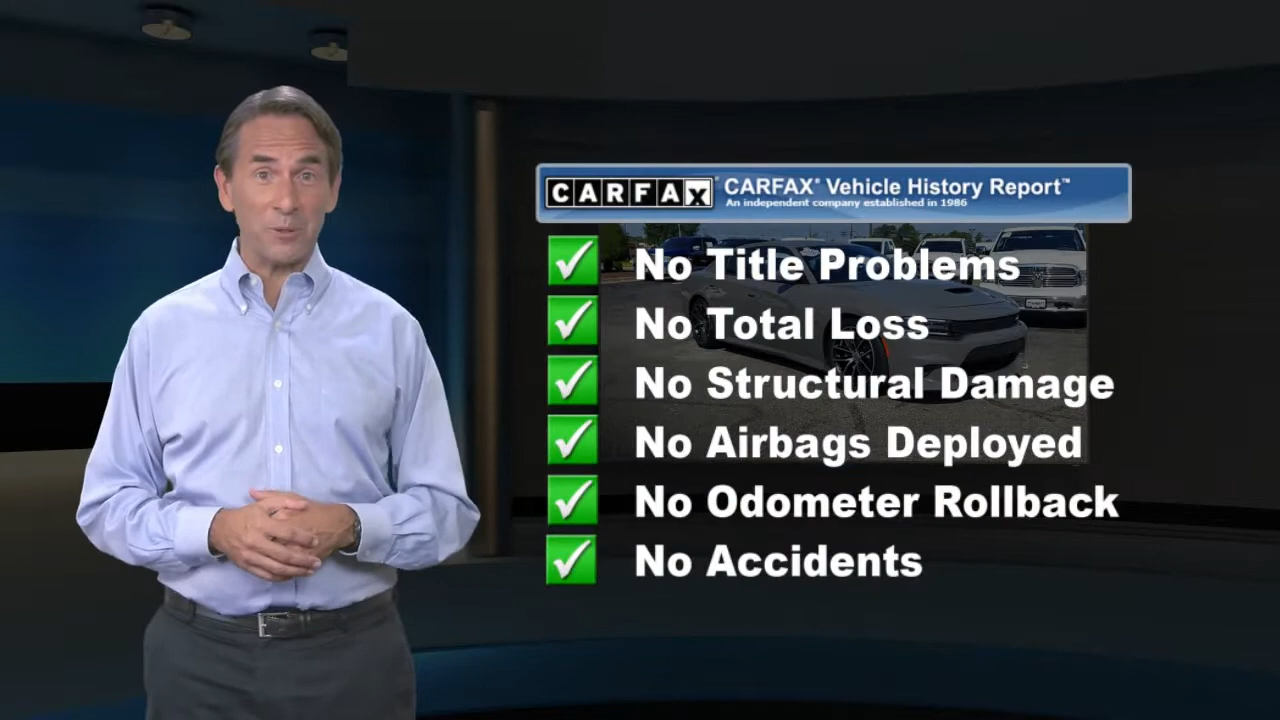 CARFAX® CARFAX® Vehicle History Report™
An independent company established in 1986
No Title Problems
No Total Loss
No Structural Damage
No Airbags Deployed
No Odometer Rollback
No Accidents